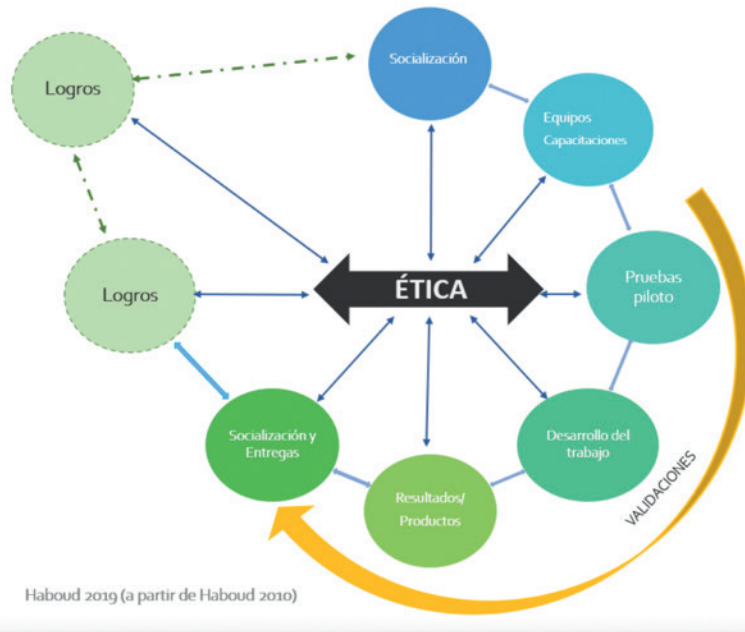 Socialización
Logros
Equipos
Capacitaciones
Pruebas
piloto
ÉTICA
Logros
Desarrollo del
trabajo
Socialización y
Entregas
Resultados/
Productos
VALIDACIONES
Haboud 2019 (a partir de Haboud 2010)